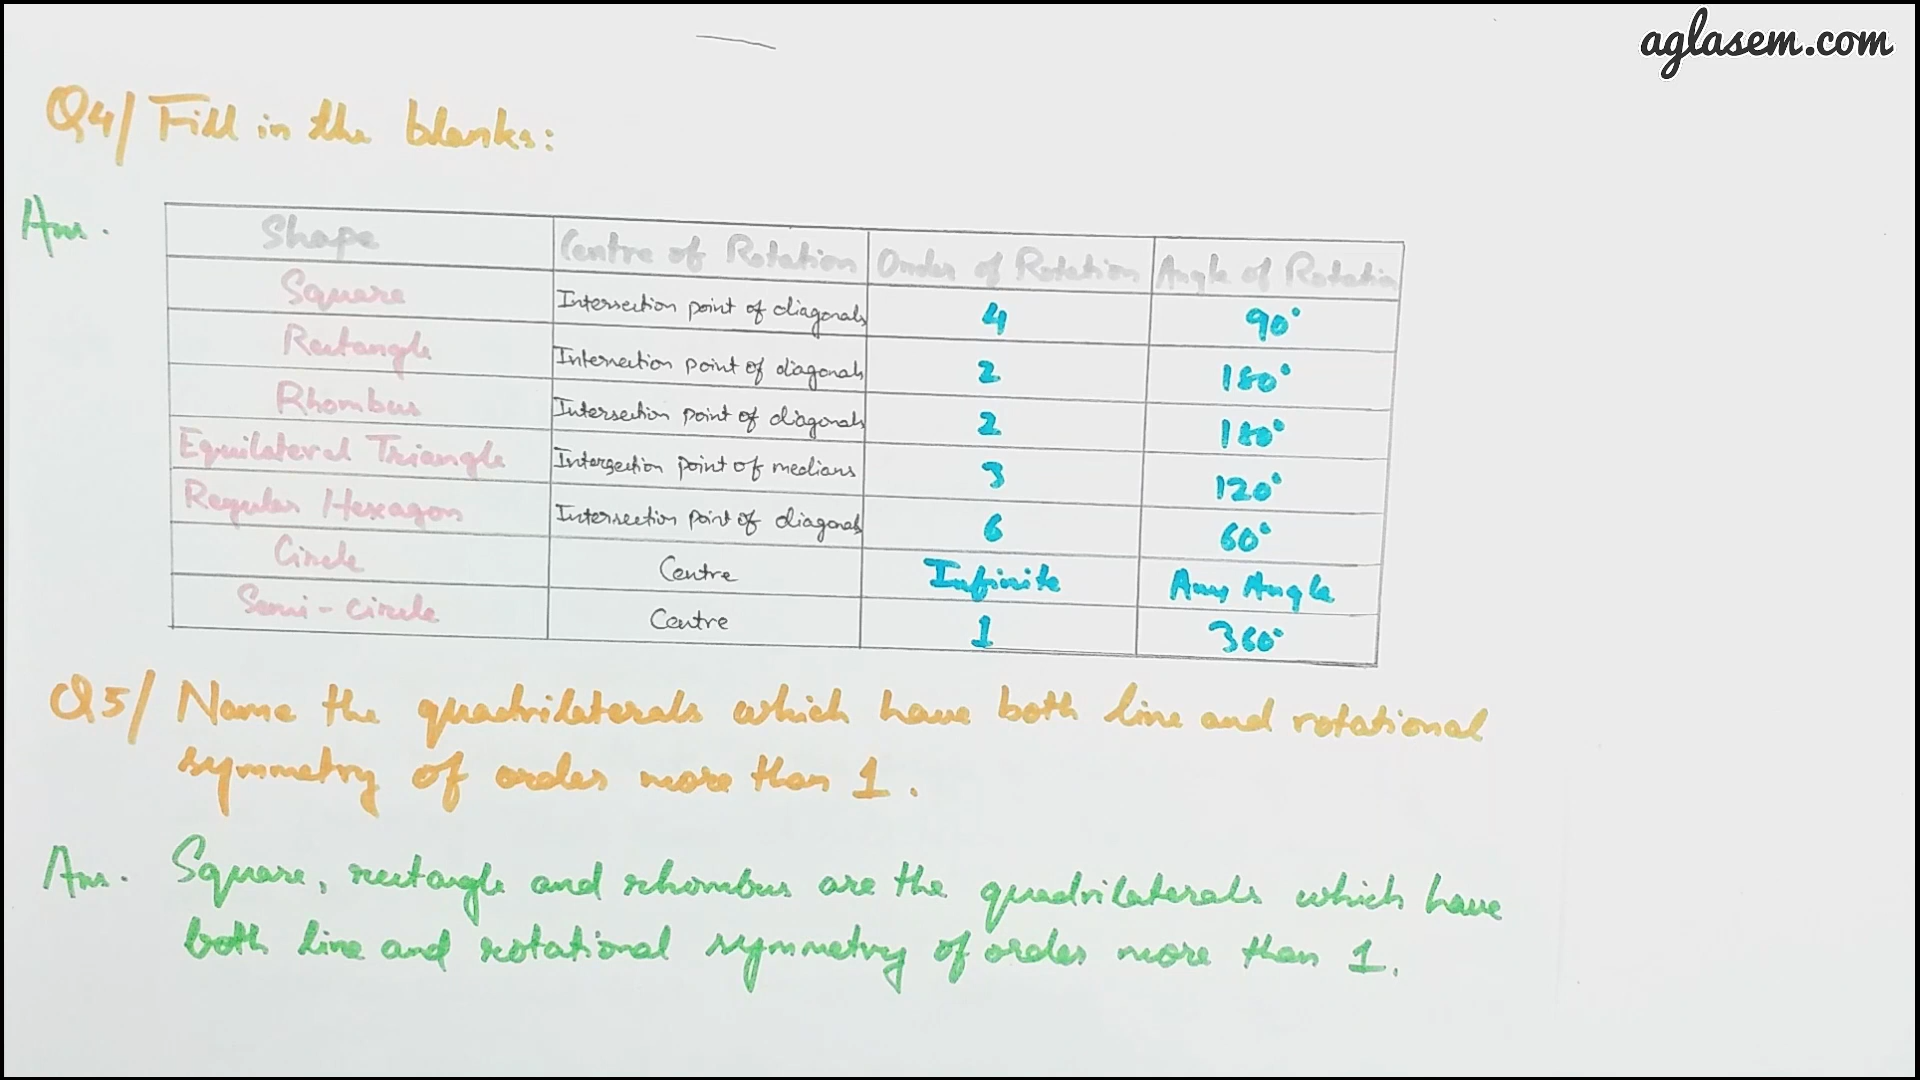 aglasem.com
Q4/ Fill in the blanks:
Ans.
Shape Centre of Rotation Order of Rotation Angle of Rotation
Square Intersection point of diagonals 4 90°
Rectangle Intersection point of diagonals 2 180°
Rhombus Intersection point of diagonals 2 180°
Equilateral Triangle Intersection point of medians 3 120°
Regular Hexagon Intersection point of diagonals 6 60°
Circle Centre Infinite Any Angle
Semi-circle Centre 1 360°
Q5/ Name the quadrilaterals which have both line and rotational
symmetry of order more than 1.
Ans. Square, rectangle and rhombus are the quadrilaterals which have
both line and rotational symmetry of order more than 1.